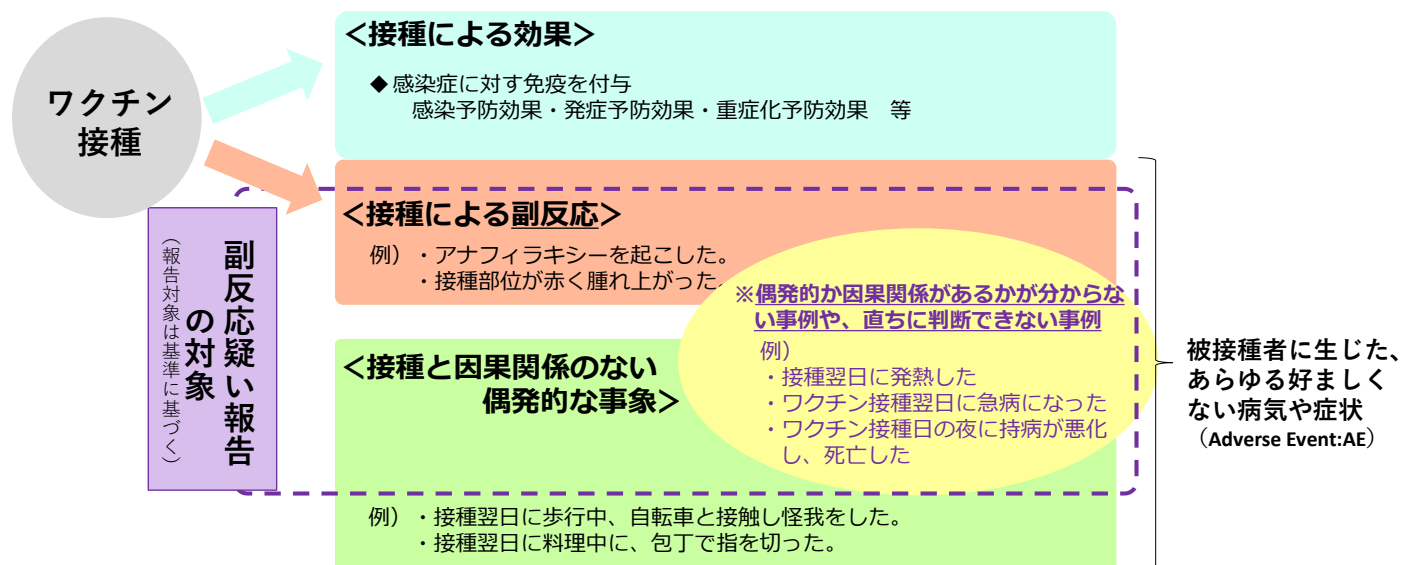 ワクチン
接種
＜接種による効果＞
◆ 感染症に対す免疫を付与
感染予防効果・発症予防効果・重症化予防効果　等
＜接種による副反応＞
例）・アナフィラキシーを起こした。
・接種部位が赤く腫れ上がった。
副反応疑い報告
の対象
（報告対象は基準に基づく）
※偶発的か因果関係があるかが分からな
い事例や、直ちに判断できない事例
例）
・接種翌日に発熱した
・ワクチン接種翌日に急病になった
・ワクチン接種日の夜に持病が悪化
し、死亡した
＜接種と因果関係のない
偶発的な事象＞
例）・接種翌日に歩行中、自転車と接触し怪我をした。
・接種翌日に料理中に、包丁で指を切った。
被接種者に生じた、
あらゆる好ましく
ない病気や症状
（Adverse Event:AE）